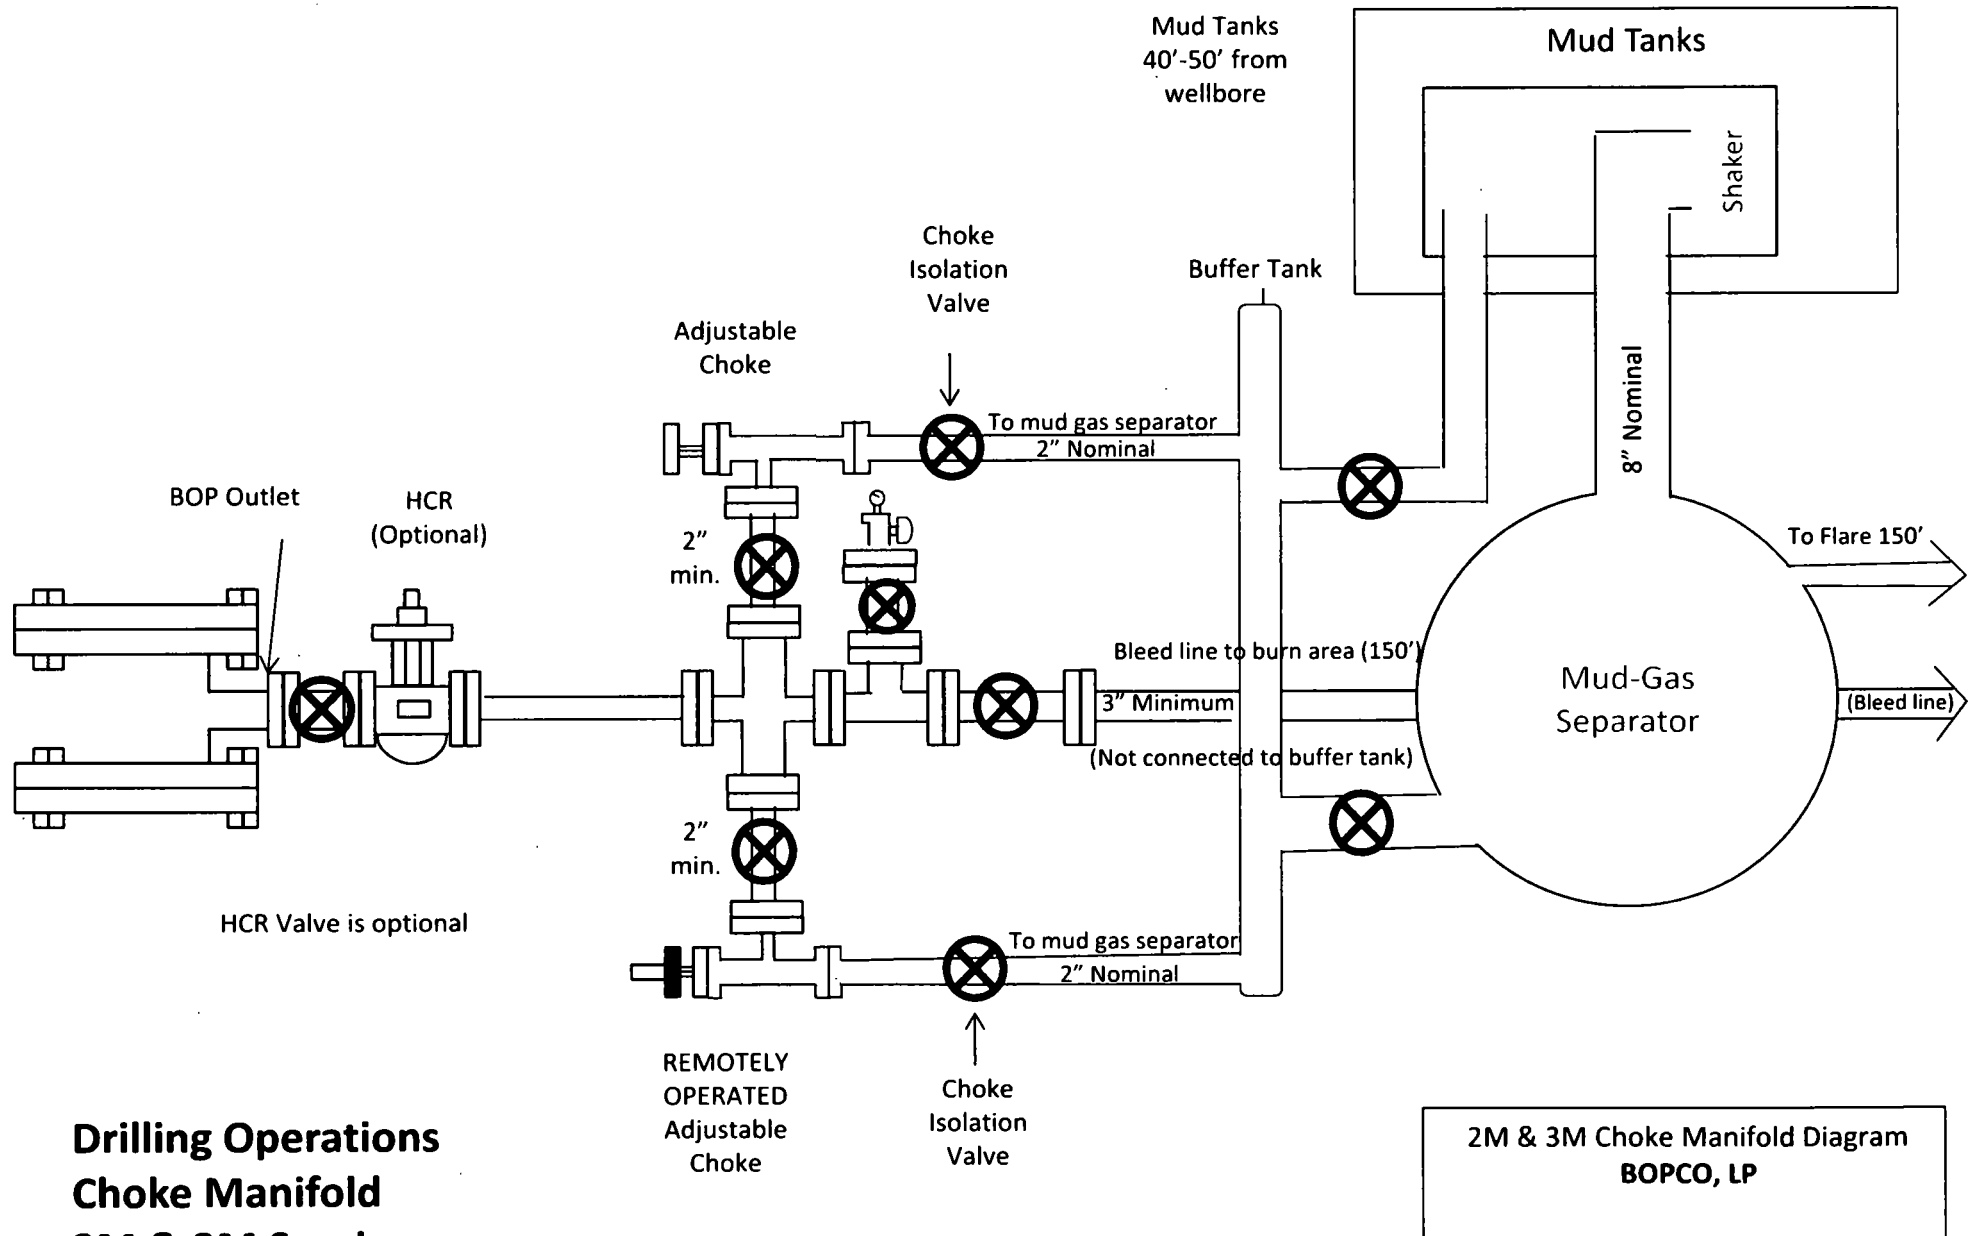 Mud Tanks
40'-50' from
wellbore
Mud Tanks
Shaker
Choke
Isolation
Valve
Buffer Tank
Adjustable
Choke
8" Nominal
To mud gas separator
2" Nominal
BOP Outlet
HCR
(Optional)
2"
min.
To Flare 150'
Bleed line to burn area (150')
3" Minimum
(Not connected to buffer tank)
Mud-Gas
Separator
(Bleed line)
2"
min.
HCR Valve is optional
To mud gas separator
2" Nominal
REMOTELY
OPERATED
Adjustable
Choke
Choke
Isolation
Valve
Drilling Operations
Choke Manifold
2M & 3M Choke Manifold Diagram
BOPCO, LP